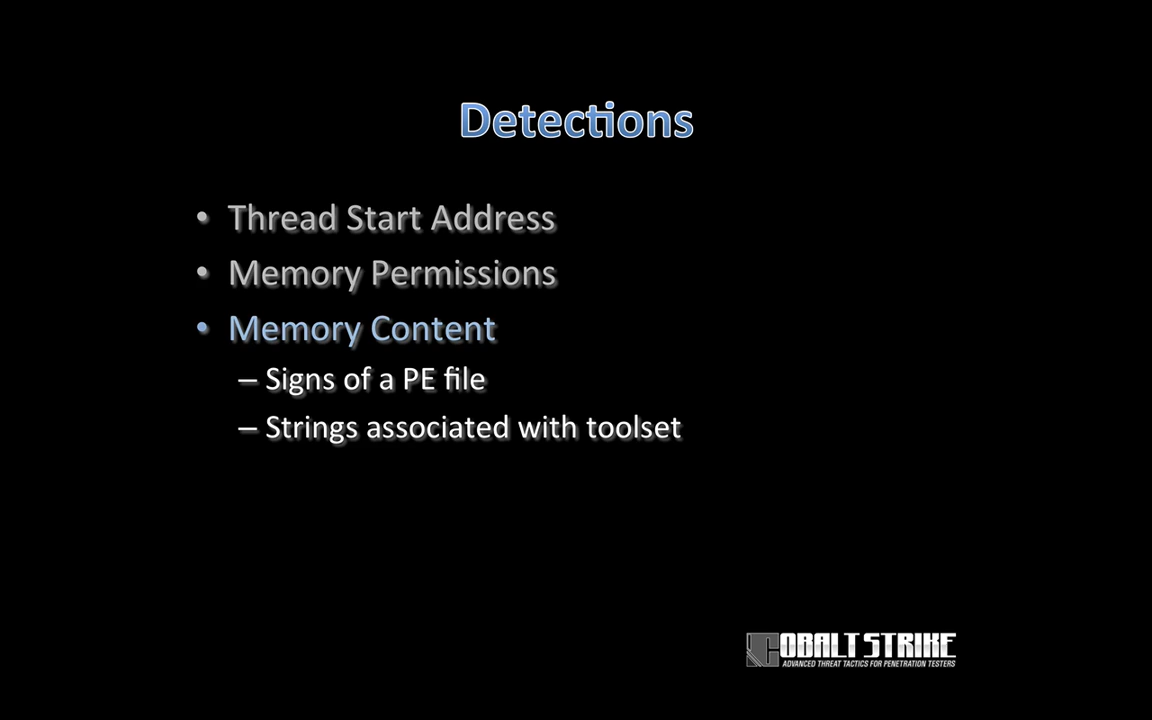 Detections
• Thread Start Address
• Memory Permissions
• Memory Content
– Signs of a PE file
– Strings associated with toolset
COBALT STRIKE
ADVANCED THREAT TACTICS FOR PENETRATION TESTERS